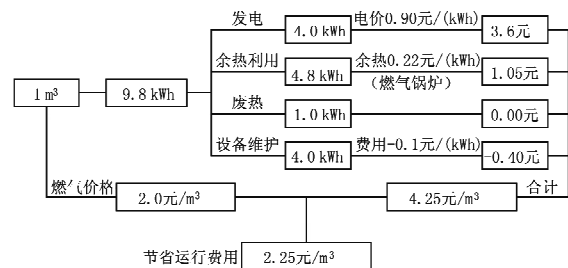 发电 4.0 kWh 电价0.90元/(kWh) 3.6元
余热利用 4.8 kWh 余热0.22元/(kWh) 1.05元
(燃气锅炉)
1 m³ 9.8 kWh
废热 1.0 kWh 0.00元
设备维护 4.0 kWh 费用-0.1元/(kWh) -0.40元
燃气价格 2.0元/m³ 4.25元/m³ 合计
节省运行费用 2.25元/m³